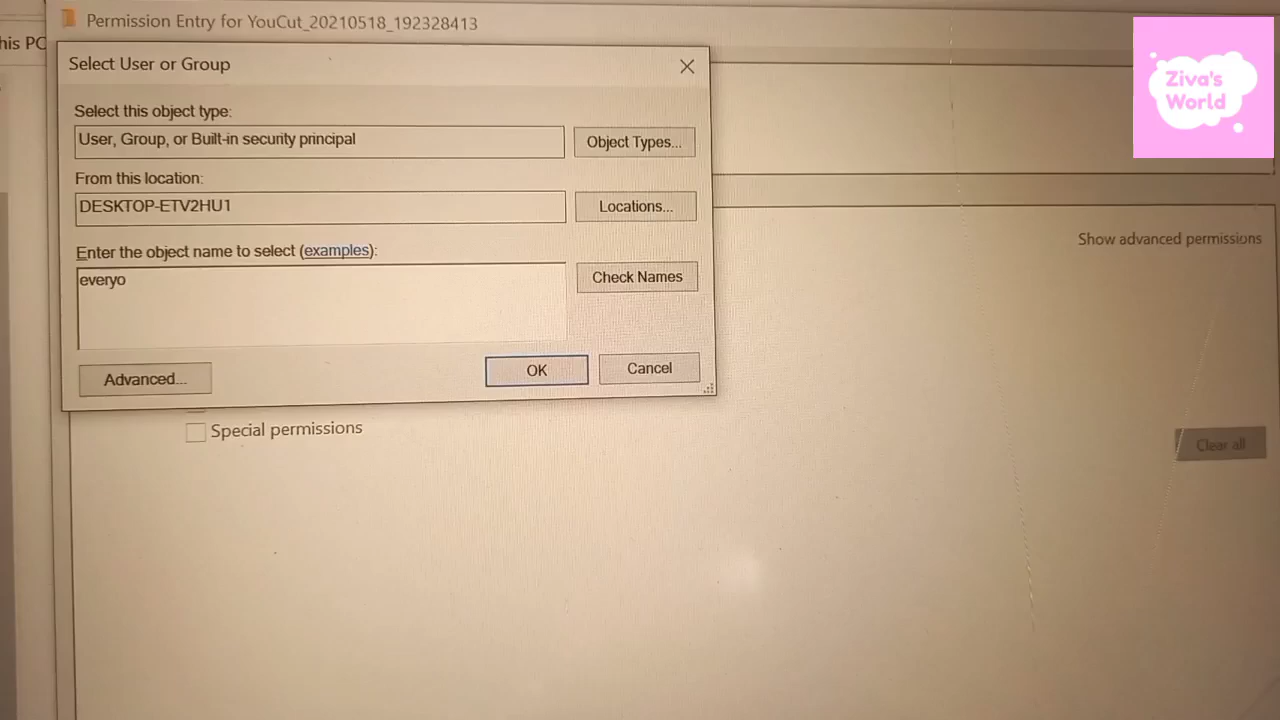 Permission Entry for YouCut_20210518_192328413
his PC
Select User or Group
Select this object type:
User, Group, or Built-in security principal
Object Types...
From this location:
DESKTOP-ETV2HU1
Locations...
Enter the object name to select (examples):
everyo
Check Names
Advanced...
OK
Cancel
Special permissions
Show advanced permissions
Clear all
Ziva's
World